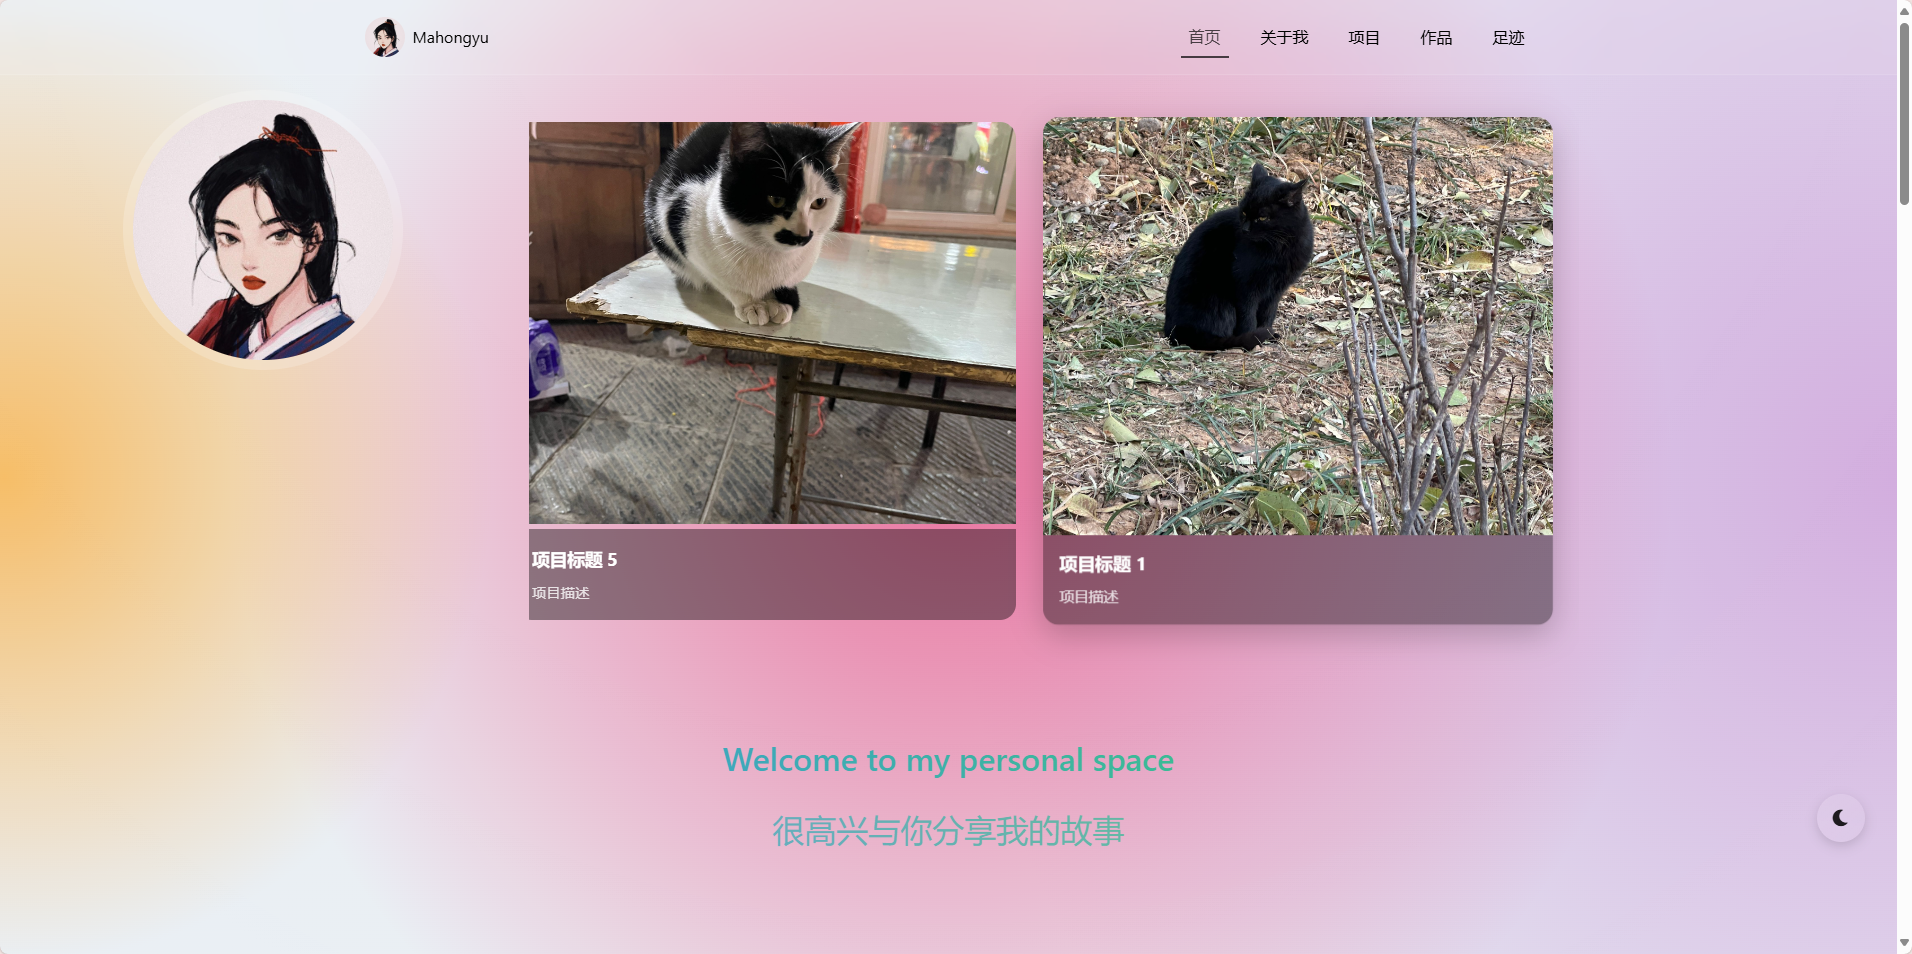 Mahongyu
首页 关于我 项目 作品 足迹
项目标题 5
项目描述
项目标题 1
项目描述
Welcome to my personal space
很高兴与你分享我的故事